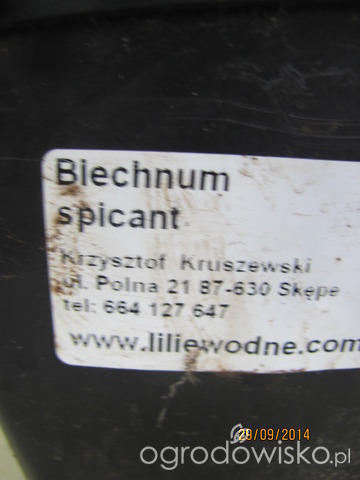 Blechnum
spicant
Krzysztof Kruszewski
ul. Polna 21 87-630 Skępe
tel: 664 127 647
www.liliewodne.com
29/09/2014
ogrodowisko.pl